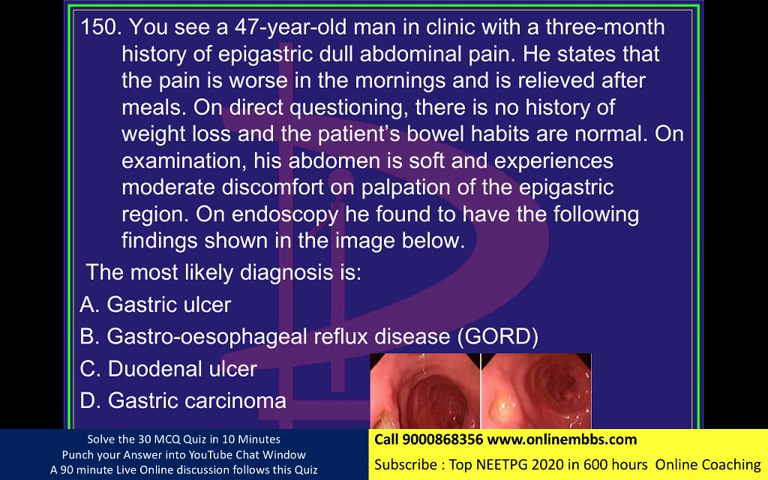 150. You see a 47-year-old man in clinic with a three-month
history of epigastric dull abdominal pain. He states that
the pain is worse in the mornings and is relieved after
meals. On direct questioning, there is no history of
weight loss and the patient's bowel habits are normal. On
examination, his abdomen is soft and experiences
moderate discomfort on palpation of the epigastric
region. On endoscopy he found to have the following
findings shown in the image below.
The most likely diagnosis is:
A. Gastric ulcer
B. Gastro-oesophageal reflux disease (GORD)
C. Duodenal ulcer
D. Gastric carcinoma
Solve the 30 MCQ Quiz in 10 Minutes
Punch your Answer into YouTube Chat Window
A 90 minute Live Online discussion follows this Quiz
Call 9000868356 www.onlinembbs.com
Subscribe : Top NEETPG 2020 in 600 hours Online Coaching